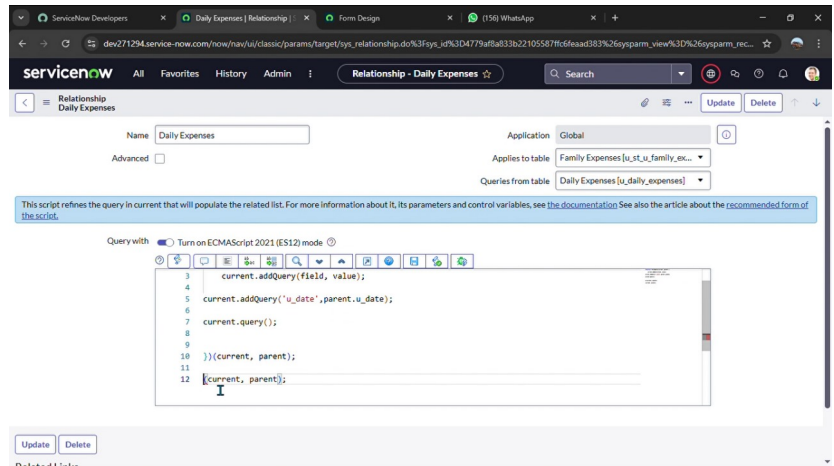 ServiceNow Developers
Daily Expenses | Relationship | S
Form Design
(156) WhatsApp
dev271294.service-now.com/now/nav/ui/classic/params/target/sys_relationship.do%3Fsys_id%3D4779af8a833b22105587ffc6feaad383%26sysparm_view%3D%26sysparm_rec...
servicenow All Favorites History Admin Relationship - Daily Expenses Search
Relationship
Daily Expenses
Update Delete
Name Daily Expenses
Application Global
Advanced
Applies to table Family Expenses [u_st_u_family_ex...
Queries from table Daily Expenses [u_daily_expenses]
This script refines the query in current that will populate the related list. For more information about it, its parameters and control variables, see the documentation See also the article about the recommended form of
the script.
Query with Turn on ECMAScript 2021 (ES12) mode
3 current.addQuery(field, value);
4
5 current.addQuery('u_date',parent.u_date);
6
7 current.query();
8
9
10 })(current, parent);
11
12 (current, parent);
Update Delete
Related Links